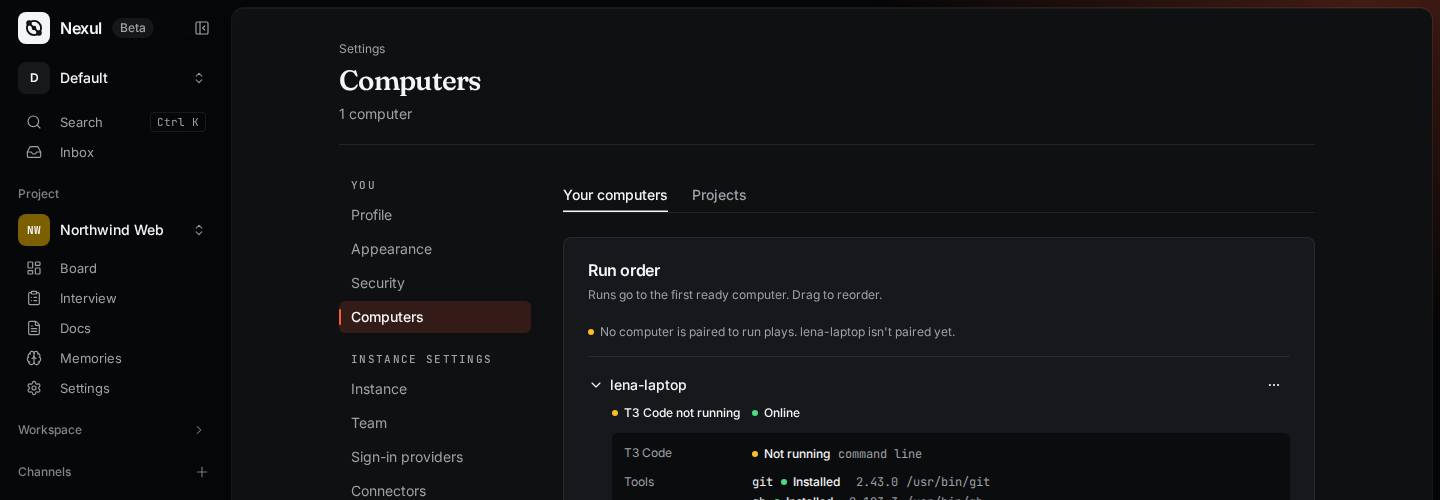 Nexul Beta
Default
D
Search Ctrl K
Inbox
Project
NW Northwind Web
Board
Interview
Docs
Memories
Settings
Workspace
Channels
Settings
Computers
1 computer
YOU
Profile
Appearance
Security
Computers
INSTANCE SETTINGS
Instance
Team
Sign-in providers
Connectors
Your computers Projects
Run order
Runs go to the first ready computer. Drag to reorder.
No computer is paired to run plays. lena-laptop isn't paired yet.
lena-laptop
T3 Code not running Online
T3 Code Not running command line
Tools git Installed 2.43.0 /usr/bin/git